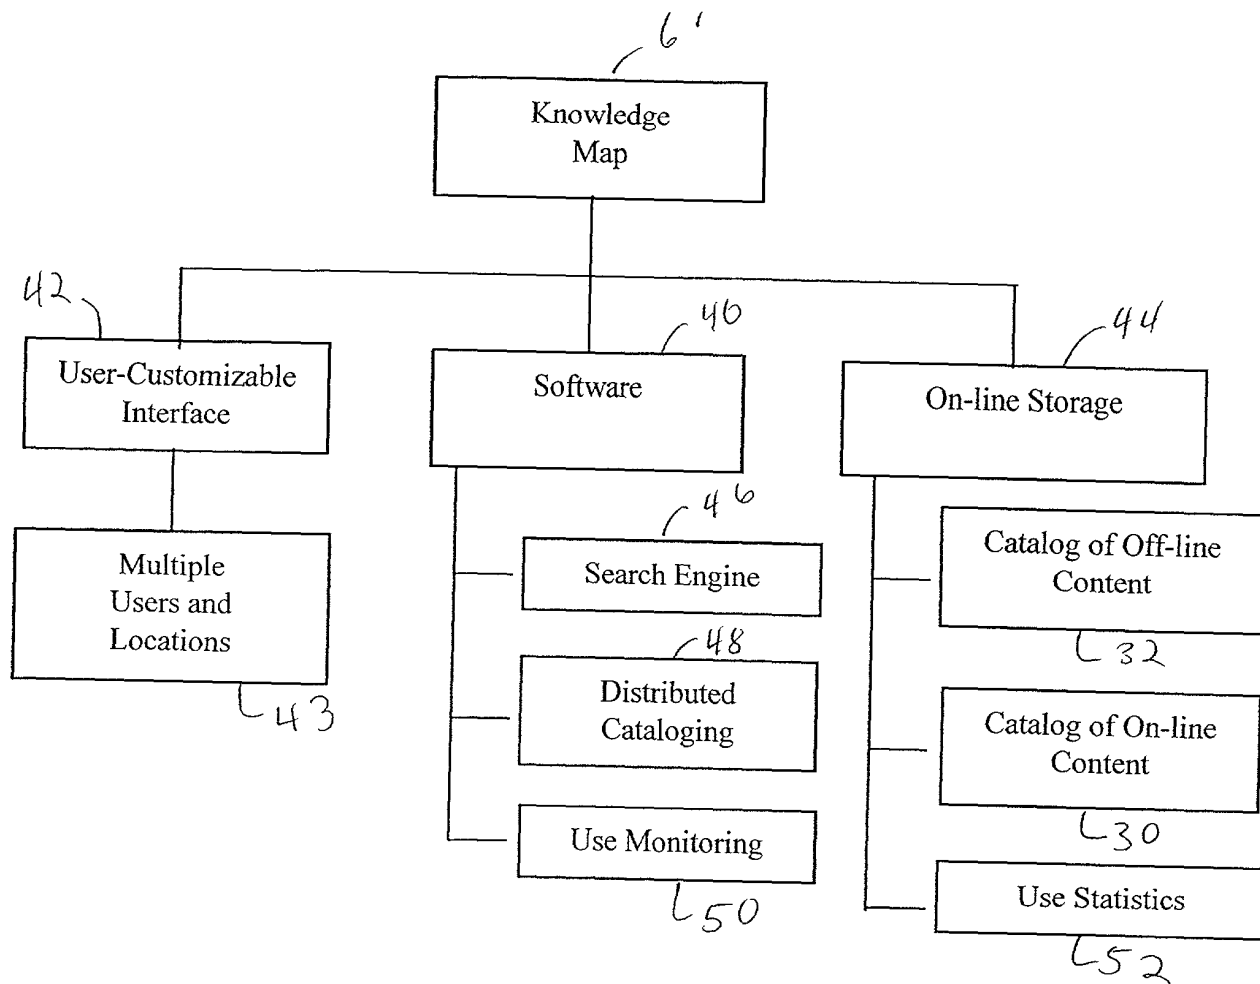 6'
Knowledge
Map
42
User-Customizable
Interface
40
Software
44
On-line Storage
Multiple
Users and
Locations
43
46
Search Engine
48
Distributed
Cataloging
Use Monitoring
50
Catalog of Off-line
Content
32
Catalog of On-line
Content
30
Use Statistics
52